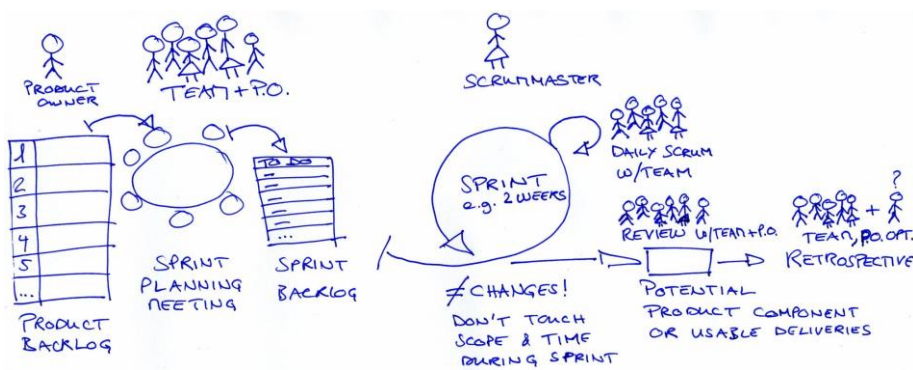 PRODUCT
OWNER
TEAM + P.O.
SCRUMMASTER
1
2
3
4
5
...
PRODUCT
BACKLOG
SPRINT
PLANNING
MEETING
TO DO
...
SPRINT
BACKLOG
SPRINT
e.g. 2 WEEKS
DAILY SCRUM
W/TEAM
≠ CHANGES!
DON'T TOUCH
SCOPE & TIME
DURING SPRINT
REVIEW W/TEAM+P.O.
POTENTIAL
PRODUCT COMPONENT
OR USABLE DELIVERIES
+ ?
TEAM, P.O. OPT.
RETROSPECTIVE